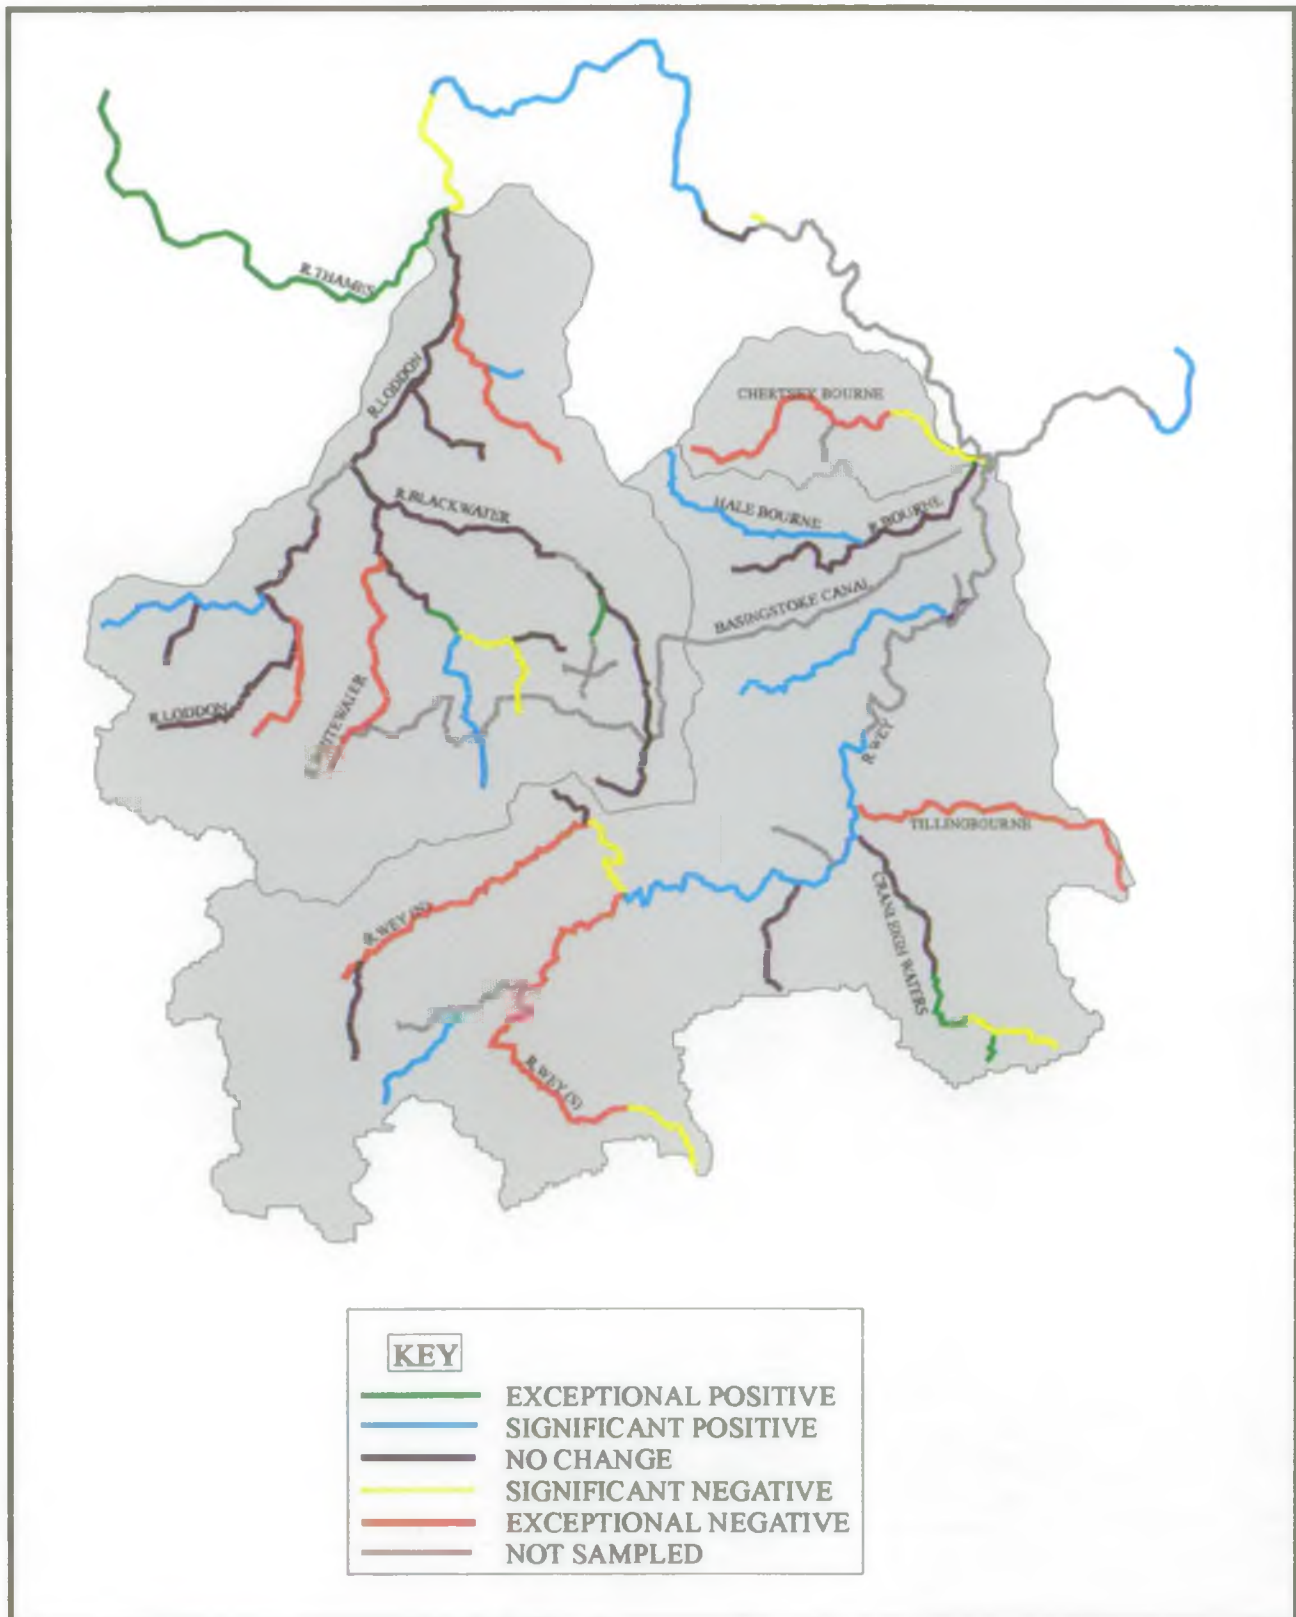 R. THAMES
R. LODDON
CHERTSEY BOURNE
R. BLACKWATER
HALE BOURNE
R. BOURNE
BASINGSTOKE CANAL
R. LODDON
R. WHITEWATER
R. WEY
TILLINGBOURNE
CRANLEIGH WATERS
R. WEY (N)
R. WEY (S)
KEY
EXCEPTIONAL POSITIVE
SIGNIFICANT POSITIVE
NO CHANGE
SIGNIFICANT NEGATIVE
EXCEPTIONAL NEGATIVE
NOT SAMPLED